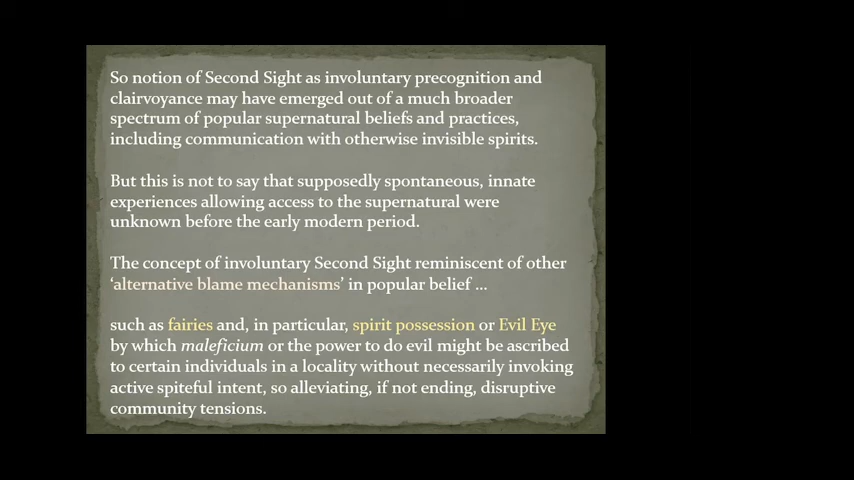 So notion of Second Sight as involuntary precognition and
clairvoyance may have emerged out of a much broader
spectrum of popular supernatural beliefs and practices,
including communication with otherwise invisible spirits.
But this is not to say that supposedly spontaneous, innate
experiences allowing access to the supernatural were
unknown before the early modern period.
The concept of involuntary Second Sight reminiscent of other
‘alternative blame mechanisms’ in popular belief ...
such as fairies and, in particular, spirit possession or Evil Eye
by which maleficium or the power to do evil might be ascribed
to certain individuals in a locality without necessarily invoking
active spiteful intent, so alleviating, if not ending, disruptive
community tensions.